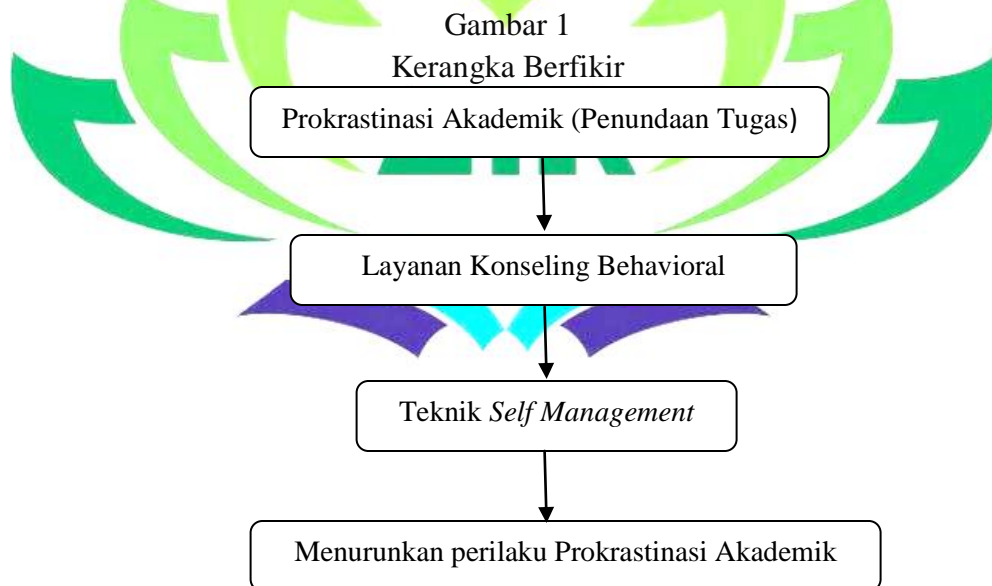 Gambar 1
Kerangka Berfikir
Prokrastinasi Akademik (Penundaan Tugas)
Layanan Konseling Behavioral
Teknik Self Management
Menurunkan perilaku Prokrastinasi Akademik